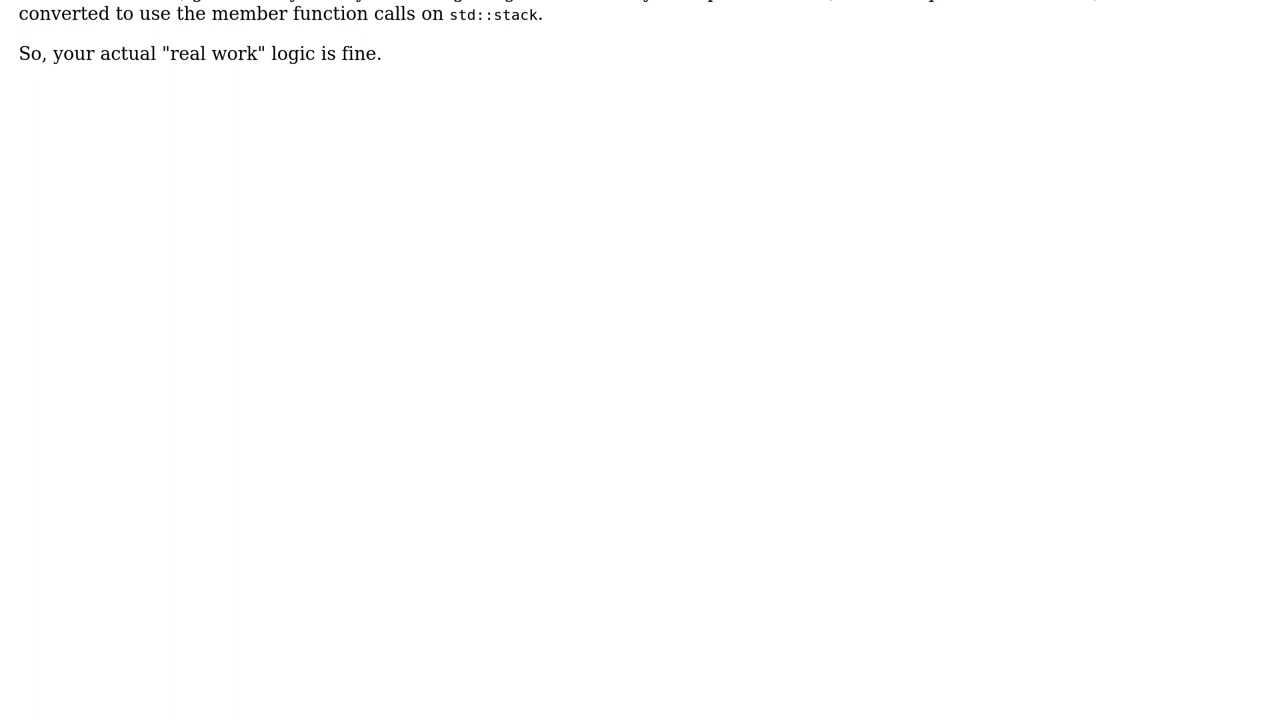 converted to use the member function calls on std::stack.
So, your actual "real work" logic is fine.